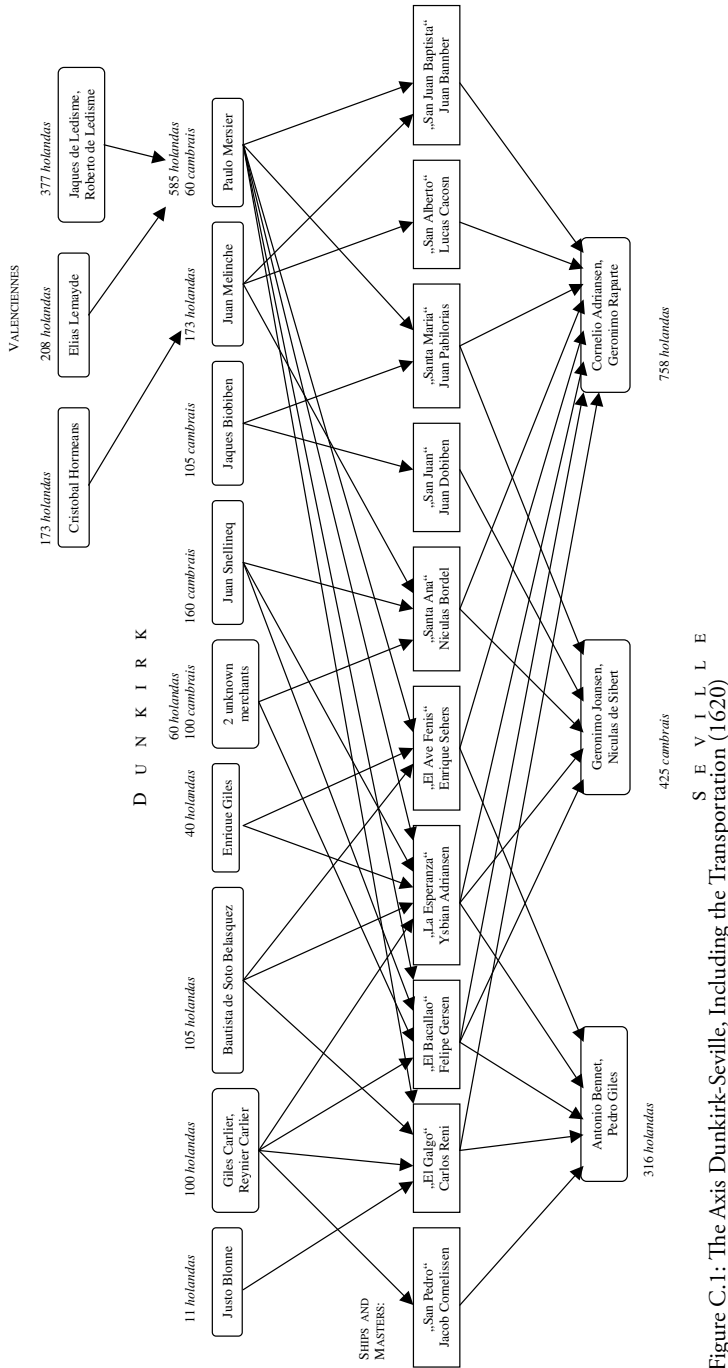 VALENCIENNES
173 holandas
208 holandas
377 holandas
Cristobal Hormeans
Elias Lemayde
Jaques de Ledisme,
Roberto de Ledisme
DUNKIRK
11 holandas
100 holandas
105 holandas
40 holandas
60 holandas
100 cambrais
160 cambrais
105 cambrais
173 holandas
585 holandas
60 cambrais
Justo Blonne
Giles Carlier,
Reynier Carlier
Bautista de Soto Belasquez
Enrique Giles
2 unknown
merchants
Juan Snellineq
Jaques Biobiben
Juan Melinche
Paulo Mersier
SHIPS AND
MASTERS:
„San Pedro“
Jacob Cornelissen
„El Galgo“
Carlos Reni
„El Bacallao“
Felipe Gersen
„La Esperanza“
Ysbian Adriansen
„El Ave Fenis“
Enrique Sehers
„Santa Ana“
Niculas Bordel
„San Juan“
Juan Dobiben
„Santa Maria“
Juan Pabilorias
„San Alberto“
Lucas Cacosn
„San Juan Baptista“
Juan Bannber
Antonio Bennet,
Pedro Giles
Geronimo Joansen,
Niculas de Sibert
Cornelio Adriansen,
Geronimo Raparte
316 holandas
425 cambrais
758 holandas
SEVILLE
Figure C.1: The Axis Dunkirk-Seville, Including the Transportation (1620)